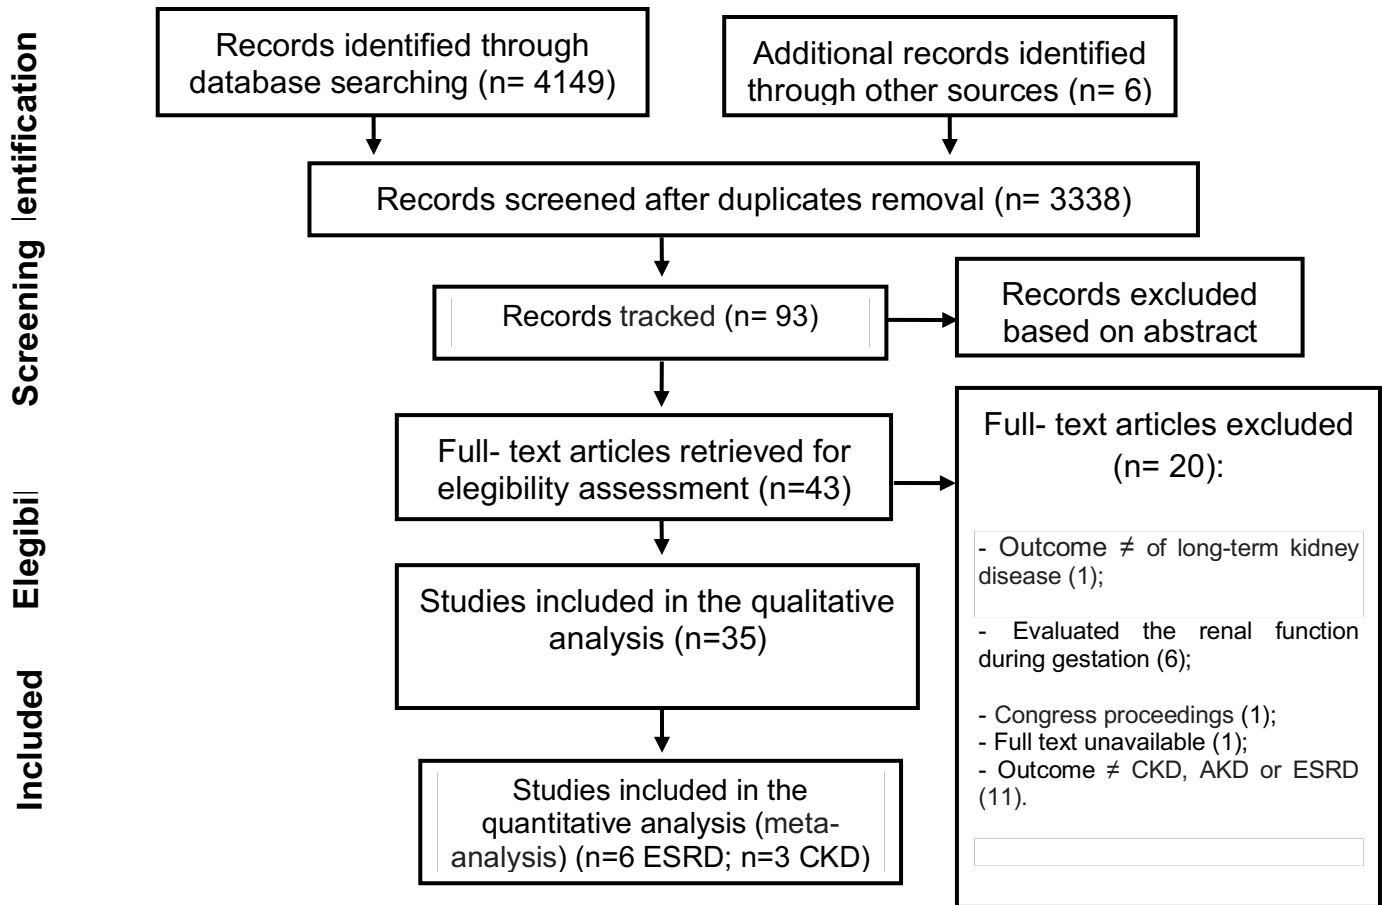 Records identified through
database searching (n= 4149)
Additional records identified
through other sources (n= 6)
Records screened after duplicates removal (n= 3338)
Records tracked (n= 93)
Records excluded
based on abstract
Full- text articles retrieved for
elegibility assessment (n=43)
Full- text articles excluded
(n= 20):
- Outcome ≠ of long-term kidney
disease (1);
- Evaluated the renal function
during gestation (6);
- Congress proceedings (1);
- Full text unavailable (1);
- Outcome ≠ CKD, AKD or ESRD
(11).
Studies included in the qualitative
analysis (n=35)
Studies included in the
quantitative analysis (meta-
analysis) (n=6 ESRD; n=3 CKD)
Identification
Screening
Elegibil
Included